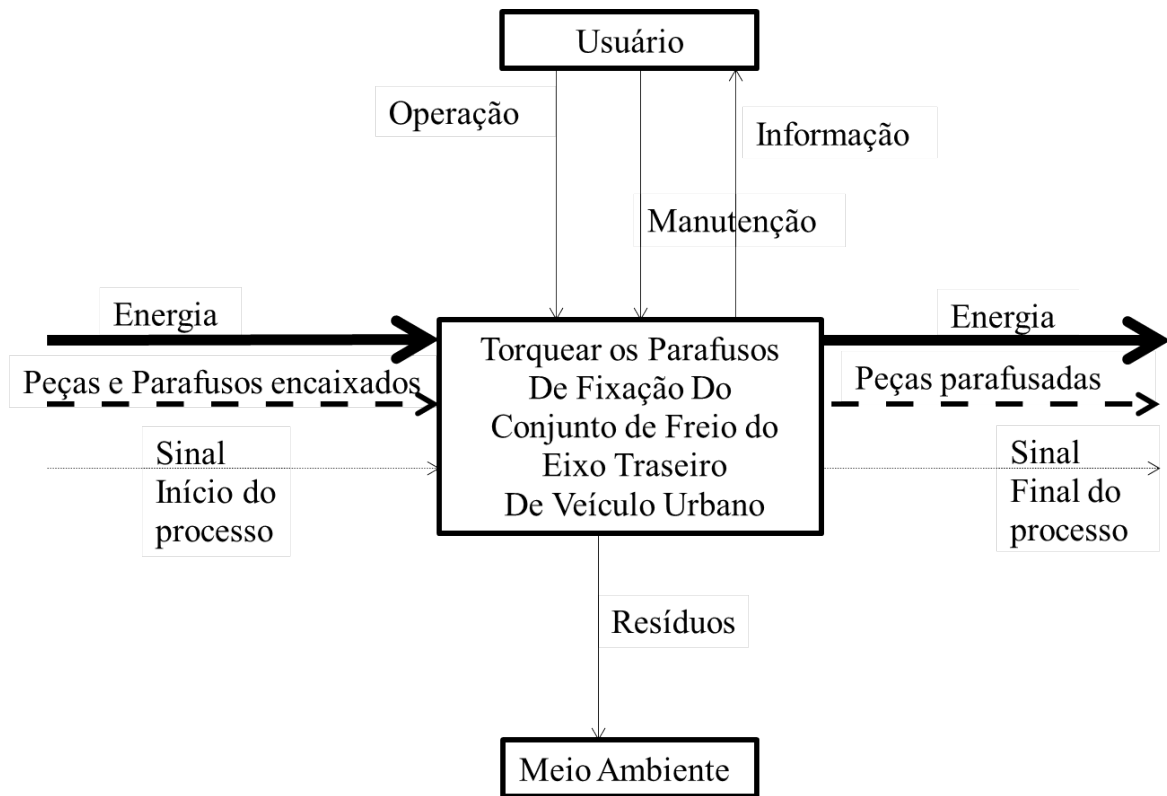 Usuário
Operação
Informação
Manutenção
Energia
Peças e Parafusos encaixados
Sinal
Início do
processo
Torquear os Parafusos
De Fixação Do
Conjunto de Freio do
Eixo Traseiro
De Veículo Urbano
Energia
Peças parafusadas
Sinal
Final do
processo
Resíduos
Meio Ambiente